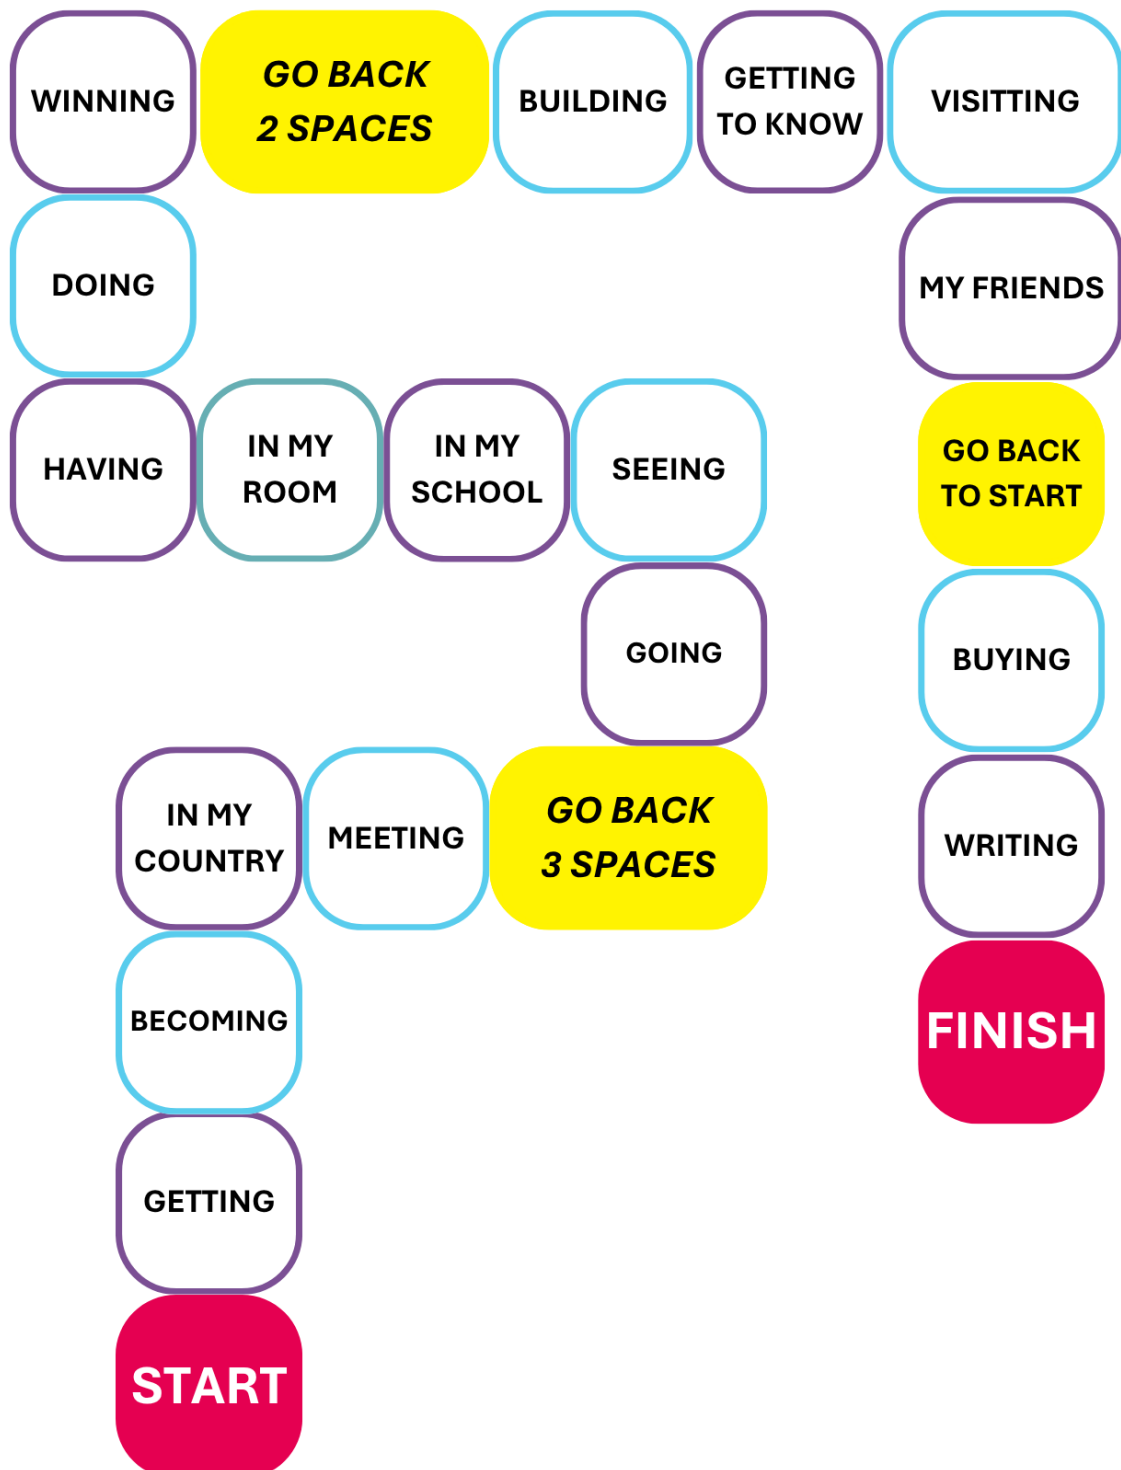 WINNING
GO BACK
2 SPACES
BUILDING
GETTING
TO KNOW
VISITTING
DOING
MY FRIENDS
HAVING
IN MY
ROOM
IN MY
SCHOOL
SEEING
GO BACK
TO START
GOING
BUYING
IN MY
COUNTRY
MEETING
GO BACK
3 SPACES
WRITING
BECOMING
FINISH
GETTING
START